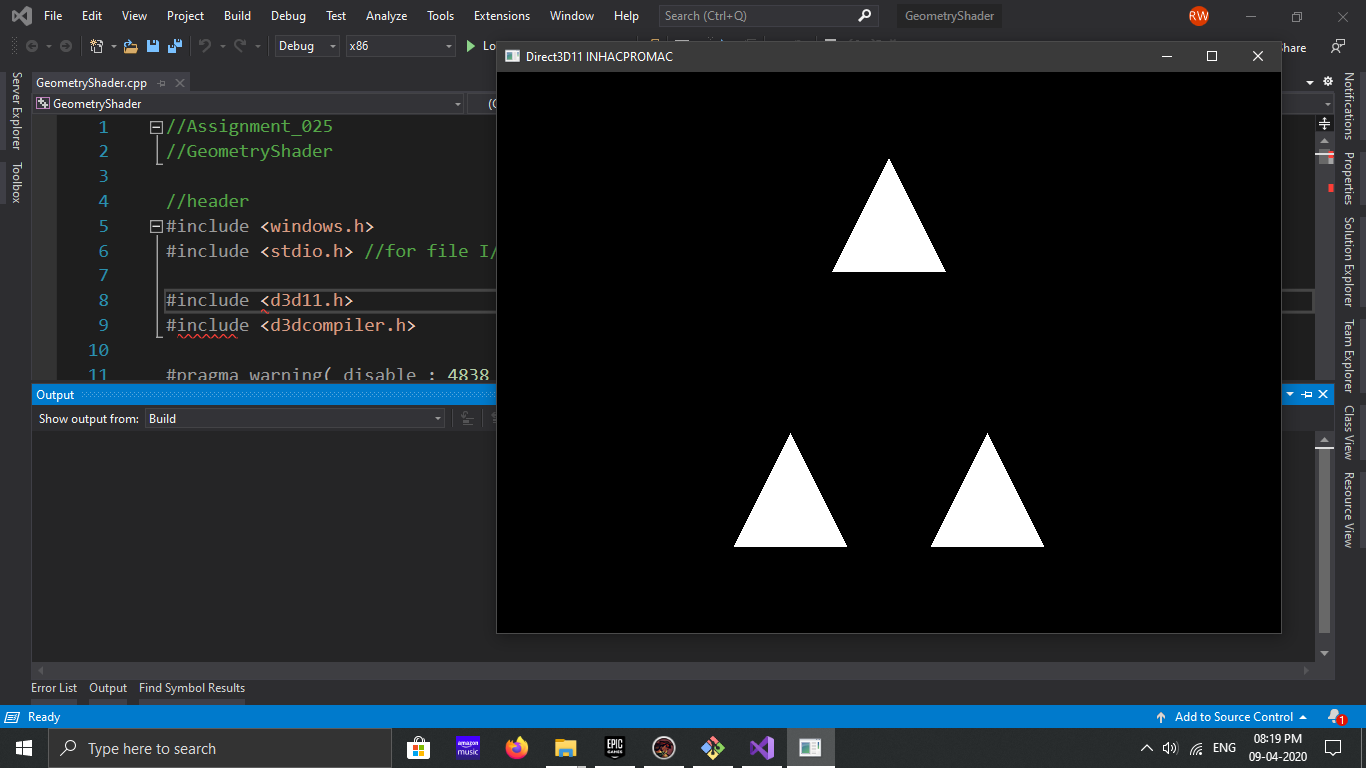 File Edit View Project Build Debug Test Analyze Tools Extensions Window Help Search (Ctrl+Q) GeometryShader RW
Debug x86
Direct3D11 INHACPROMAC
GeometryShader.cpp
GeometryShader
1 //Assignment_025
2 //GeometryShader
3
4 //header
5 #include <windows.h>
6 #include <stdio.h> //for file I/
7
8 #include <d3d11.h>
9 #include <d3dcompiler.h>
10
11 #pragma warning( disable : 4838
Server Explorer
Toolbox
Notifications
Properties
Solution Explorer
Team Explorer
Class View
Resource View
Output
Show output from: Build
Error List Output Find Symbol Results
Ready Add to Source Control 1
Type here to search amazon music EPIC GAMES ENG 08:19 PM
09-04-2020